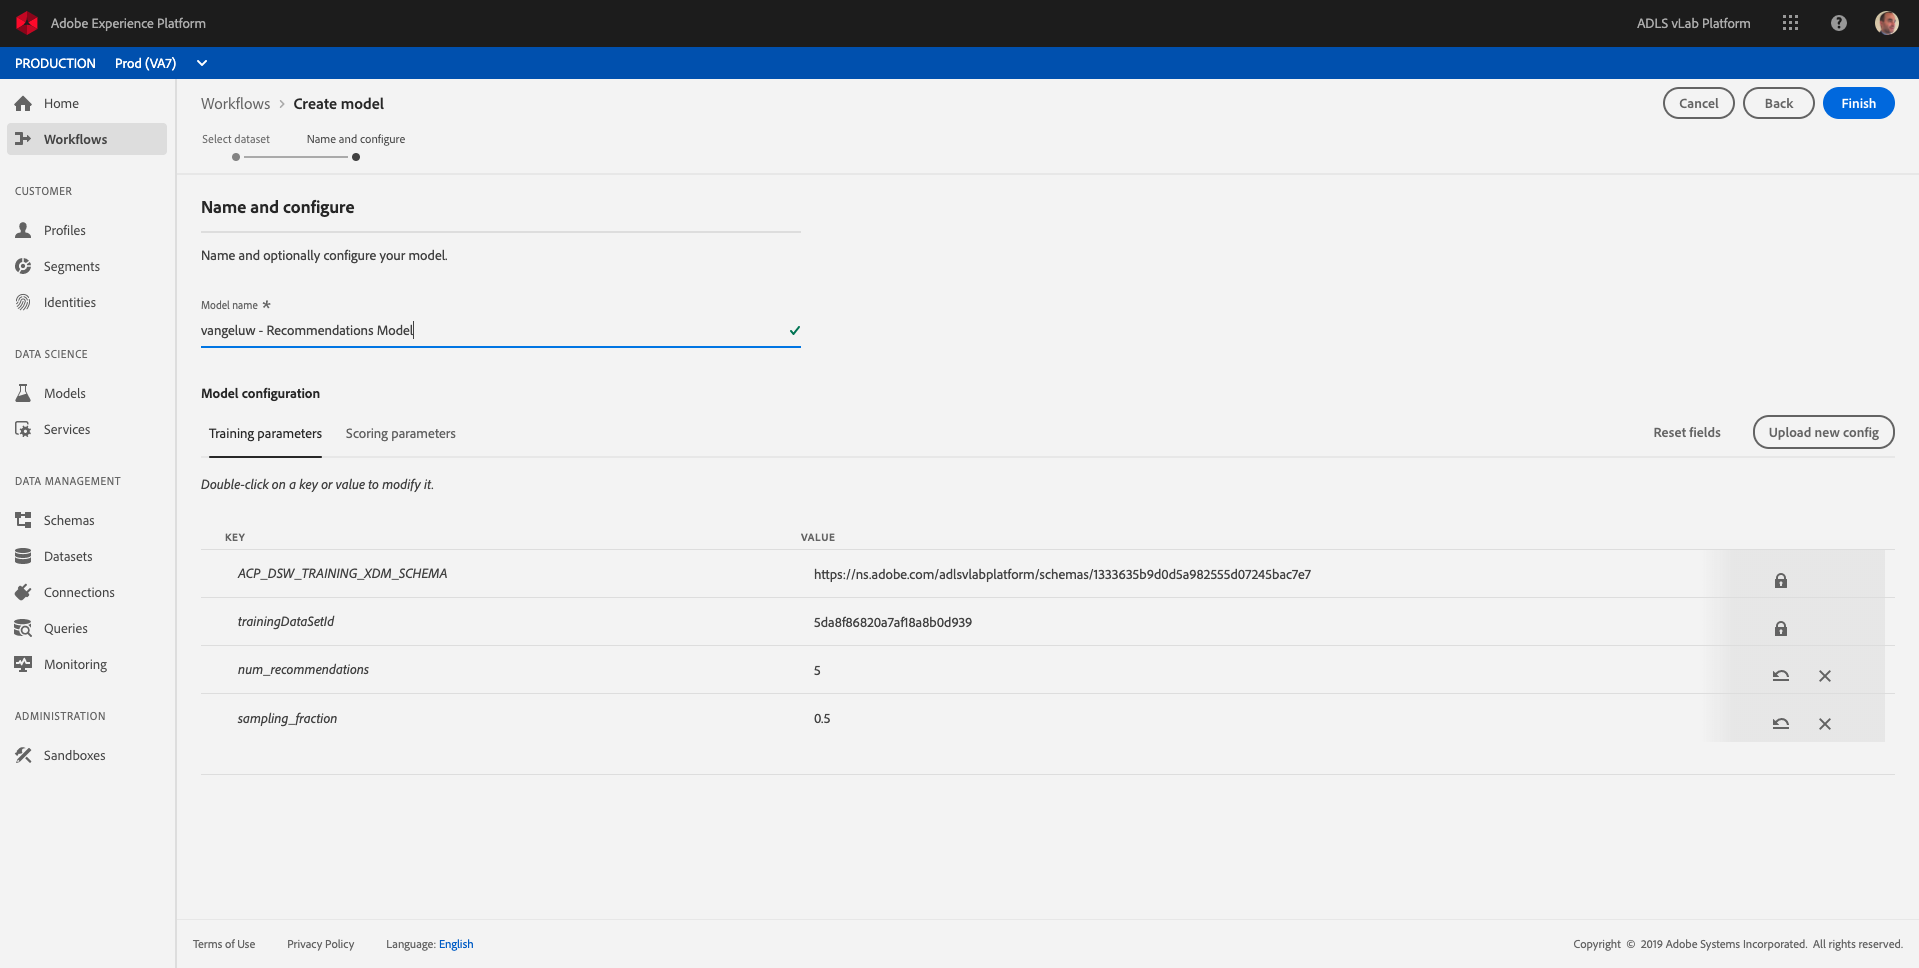 Adobe Experience Platform
ADLS vLab Platform
PRODUCTION Prod (VA7)
Home
Workflows
CUSTOMER
Profiles
Segments
Identities
DATA SCIENCE
Models
Services
DATA MANAGEMENT
Schemas
Datasets
Connections
Queries
Monitoring
ADMINISTRATION
Sandboxes
Workflows > Create model
Cancel Back Finish
Select dataset Name and configure
Name and configure
Name and optionally configure your model.
Model name *
vangeluw - Recommendations Model
Model configuration
Training parameters Scoring parameters
Reset fields Upload new config
Double-click on a key or value to modify it.
KEY VALUE
ACP_DSW_TRAINING_XDM_SCHEMA https://ns.adobe.com/adlsvlabplatform/schemas/1333635b9d0d5a982555d07245bac7e7
trainingDataSetId 5da8f86820a7af18a8b0d939
num_recommendations 5
sampling_fraction 0.5
Terms of Use Privacy Policy Language: English
Copyright © 2019 Adobe Systems Incorporated. All rights reserved.